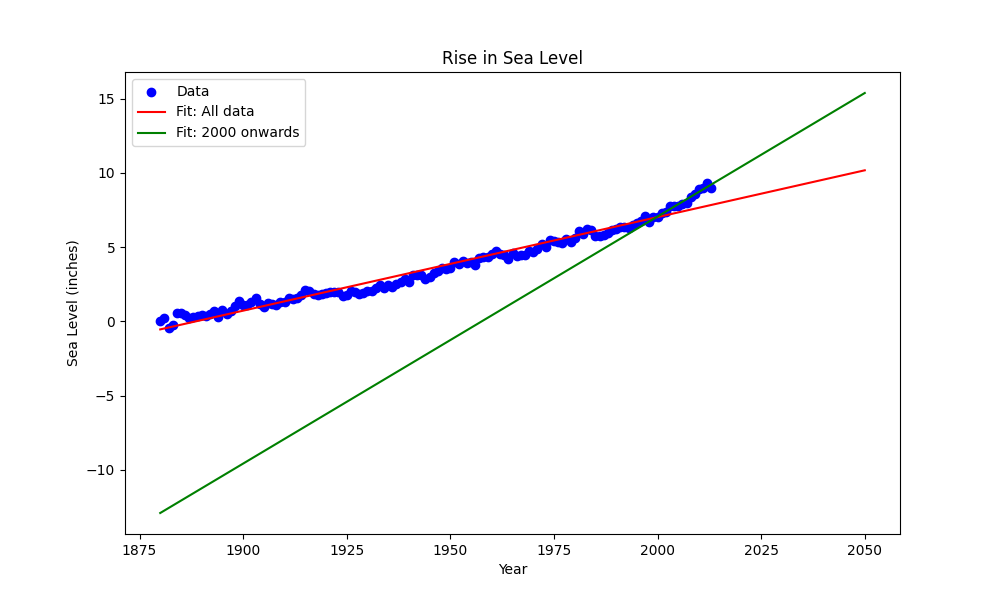 Rise in Sea Level
Data
Fit: All data
Fit: 2000 onwards
Sea Level (inches)
15
10
5
0
−5
−10
1875
1900
1925
1950
1975
2000
2025
2050
Year